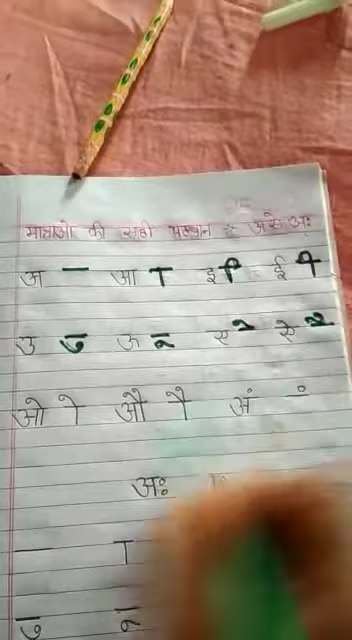 मात्राओ की सही पहचान अ से अः
अ – आ ा इ ि ई ी
उ ु ऊ ू ए े ऐ ै
ओ ो औ ौ अं ं
अः ः
– ा
ु ू